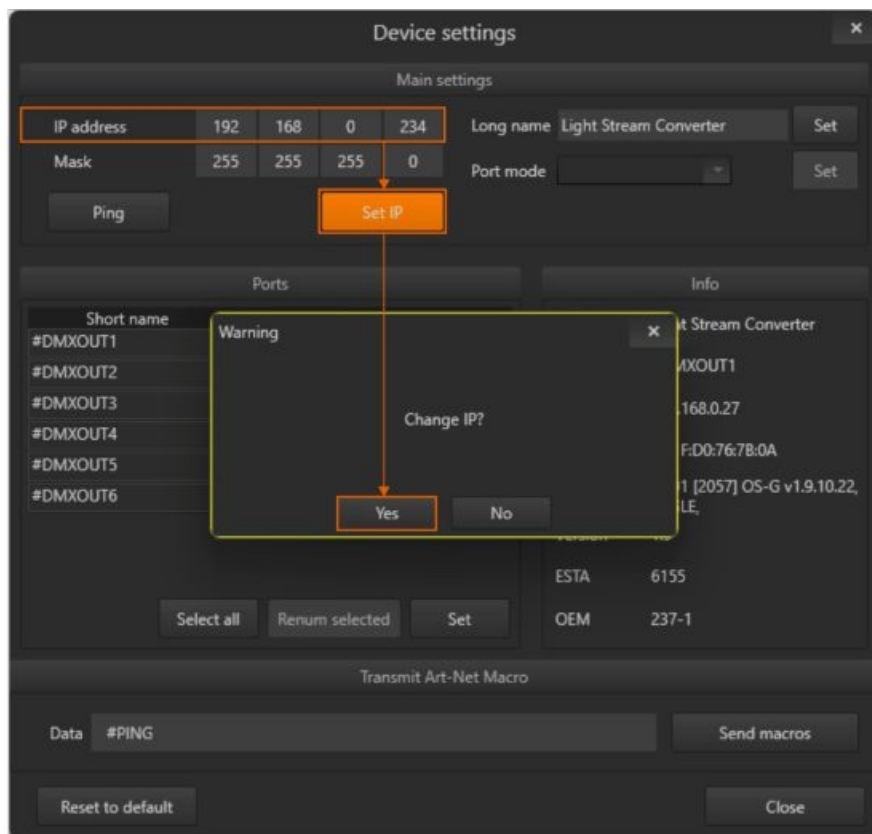 Device settings
Main settings
IP address 192 168 0 234 Long name Light Stream Converter Set
Mask 255 255 255 0 Port mode Set
Ping Set IP
Ports Info
Short name
#DMXOUT1
#DMXOUT2
#DMXOUT3
#DMXOUT4
#DMXOUT5
#DMXOUT6
Warning
Change IP?
Yes No
t Stream Converter
MXOUT1
.168.0.27
F:D0:76:7B:0A
1 [2057] OS-G v1.9.10.22,
LE,
ESTA 6155
OEM 237-1
Select all Renum selected Set
Transmit Art-Net Macro
Data #PING Send macros
Reset to default Close